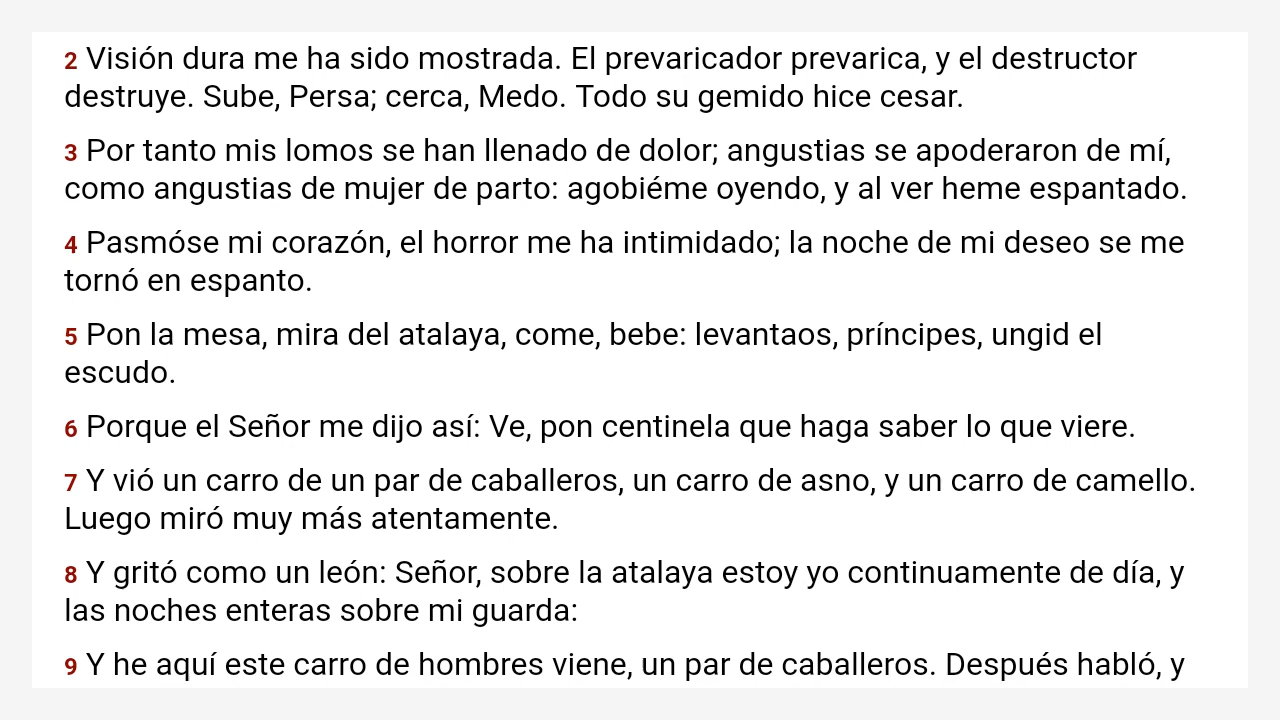 2 Visión dura me ha sido mostrada. El prevaricador prevarica, y el destructor
destruye. Sube, Persa; cerca, Medo. Todo su gemido hice cesar.
3 Por tanto mis lomos se han llenado de dolor; angustias se apoderaron de mí,
como angustias de mujer de parto: agobiéme oyendo, y al ver heme espantado.
4 Pasmóse mi corazón, el horror me ha intimidado; la noche de mi deseo se me
tornó en espanto.
5 Pon la mesa, mira del atalaya, come, bebe: levantaos, príncipes, ungid el
escudo.
6 Porque el Señor me dijo así: Ve, pon centinela que haga saber lo que viere.
7 Y vió un carro de un par de caballeros, un carro de asno, y un carro de camello.
Luego miró muy más atentamente.
8 Y gritó como un león: Señor, sobre la atalaya estoy yo continuamente de día, y
las noches enteras sobre mi guarda:
9 Y he aquí este carro de hombres viene, un par de caballeros. Después habló, y